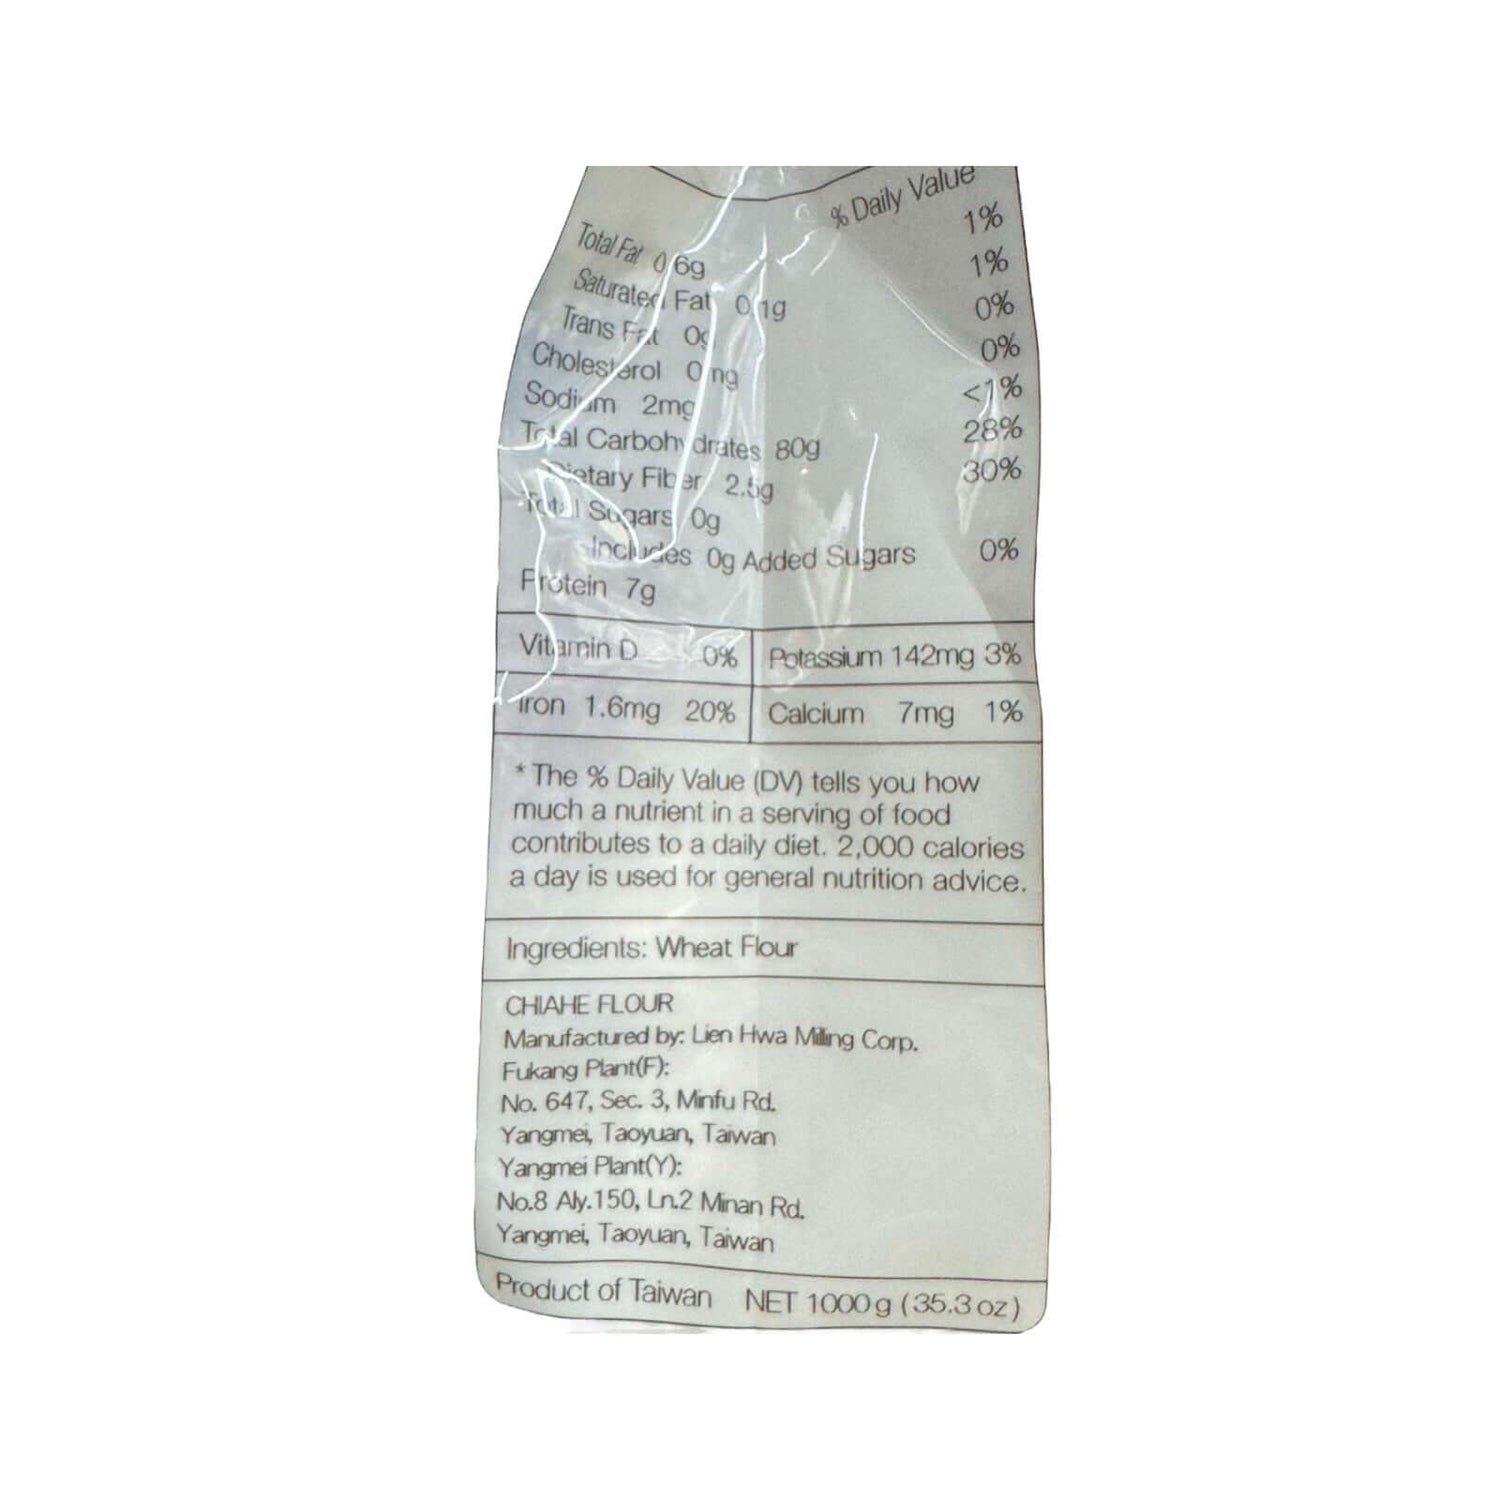 % Daily Value
Total Fat 0.6g 1%
Saturated Fat 0.1g 1%
Trans Fat 0g 0%
Cholesterol 0mg 0%
Sodium 2mg <1%
Total Carbohydrates 80g 28%
Dietary Fiber 2.5g 30%
Total Sugars 0g
Includes 0g Added Sugars 0%
Protein 7g
Vitamin D 0% Potassium 142mg 3%
Iron 1.6mg 20% Calcium 7mg 1%
* The % Daily Value (DV) tells you how
much a nutrient in a serving of food
contributes to a daily diet. 2,000 calories
a day is used for general nutrition advice.
Ingredients: Wheat Flour
CHIAHE FLOUR
Manufactured by: Lien Hwa Milling Corp.
Fukang Plant(F):
No. 647, Sec. 3, Minfu Rd.
Yangmei, Taoyuan, Taiwan
Yangmei Plant(Y):
No.8 Aly.150, Ln.2 Minan Rd.
Yangmei, Taoyuan, Taiwan
Product of Taiwan NET 1000g (35.3oz)